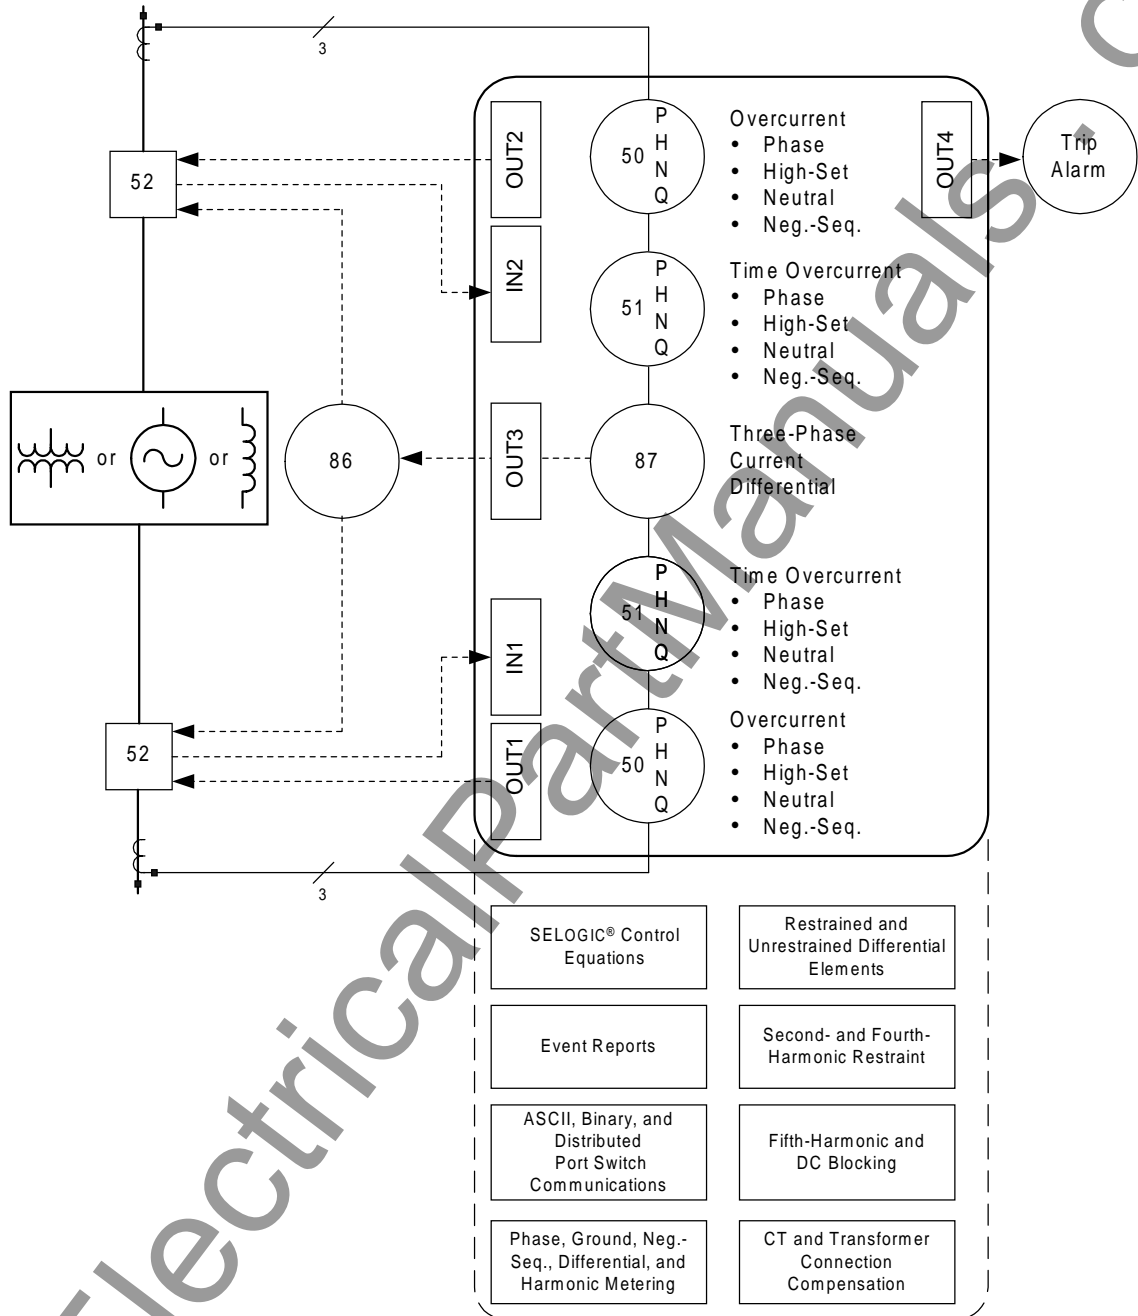 3
OUT2
50
P
H
N
Q
Overcurrent
• Phase
• High-Set
• Neutral
• Neg.-Seq.
OUT4
Trip
Alarm
52
IN2
51
P
H
N
Q
Time Overcurrent
• Phase
• High-Set
• Neutral
• Neg.-Seq.
or
or
86
OUT3
87
Three-Phase
Current
Differential
IN1
51
P
H
N
Q
Time Overcurrent
• Phase
• High-Set
• Neutral
• Neg.-Seq.
52
OUT1
50
P
H
N
Q
Overcurrent
• Phase
• High-Set
• Neutral
• Neg.-Seq.
3
SELOGIC® Control
Equations
Restrained and
Unrestrained Differential
Elements
Event Reports
Second- and Fourth-
Harmonic Restraint
ASCII, Binary, and
Distributed
Port Switch
Communications
Fifth-Harmonic and
DC Blocking
Phase, Ground, Neg.-
Seq., Differential, and
Harmonic Metering
CT and Transformer
Connection
Compensation
ElectricalPartManuals . c